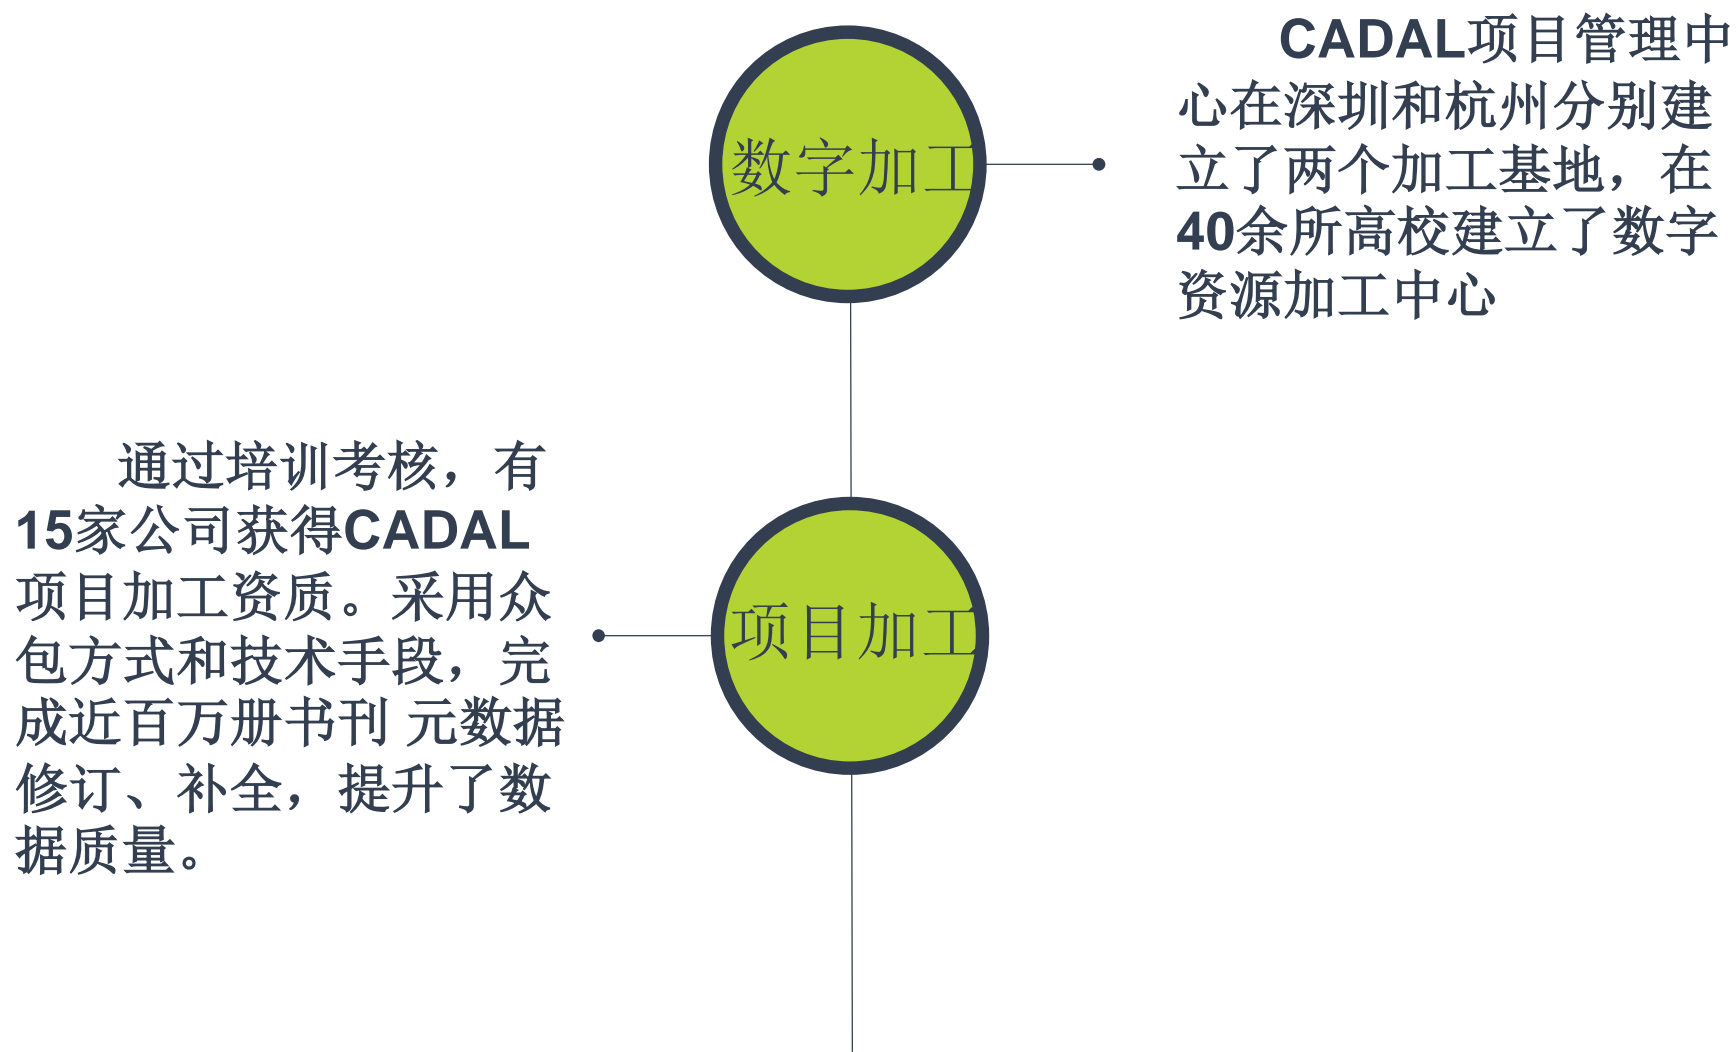 数字加工
CADAL项目管理中
心在深圳和杭州分别建
立了两个加工基地，在
40余所高校建立了数字
资源加工中心
通过培训考核，有
15家公司获得CADAL
项目加工资质。采用众
包方式和技术手段，完
成近百万册书刊 元数据
修订、补全，提升了数
据质量。
项目加工